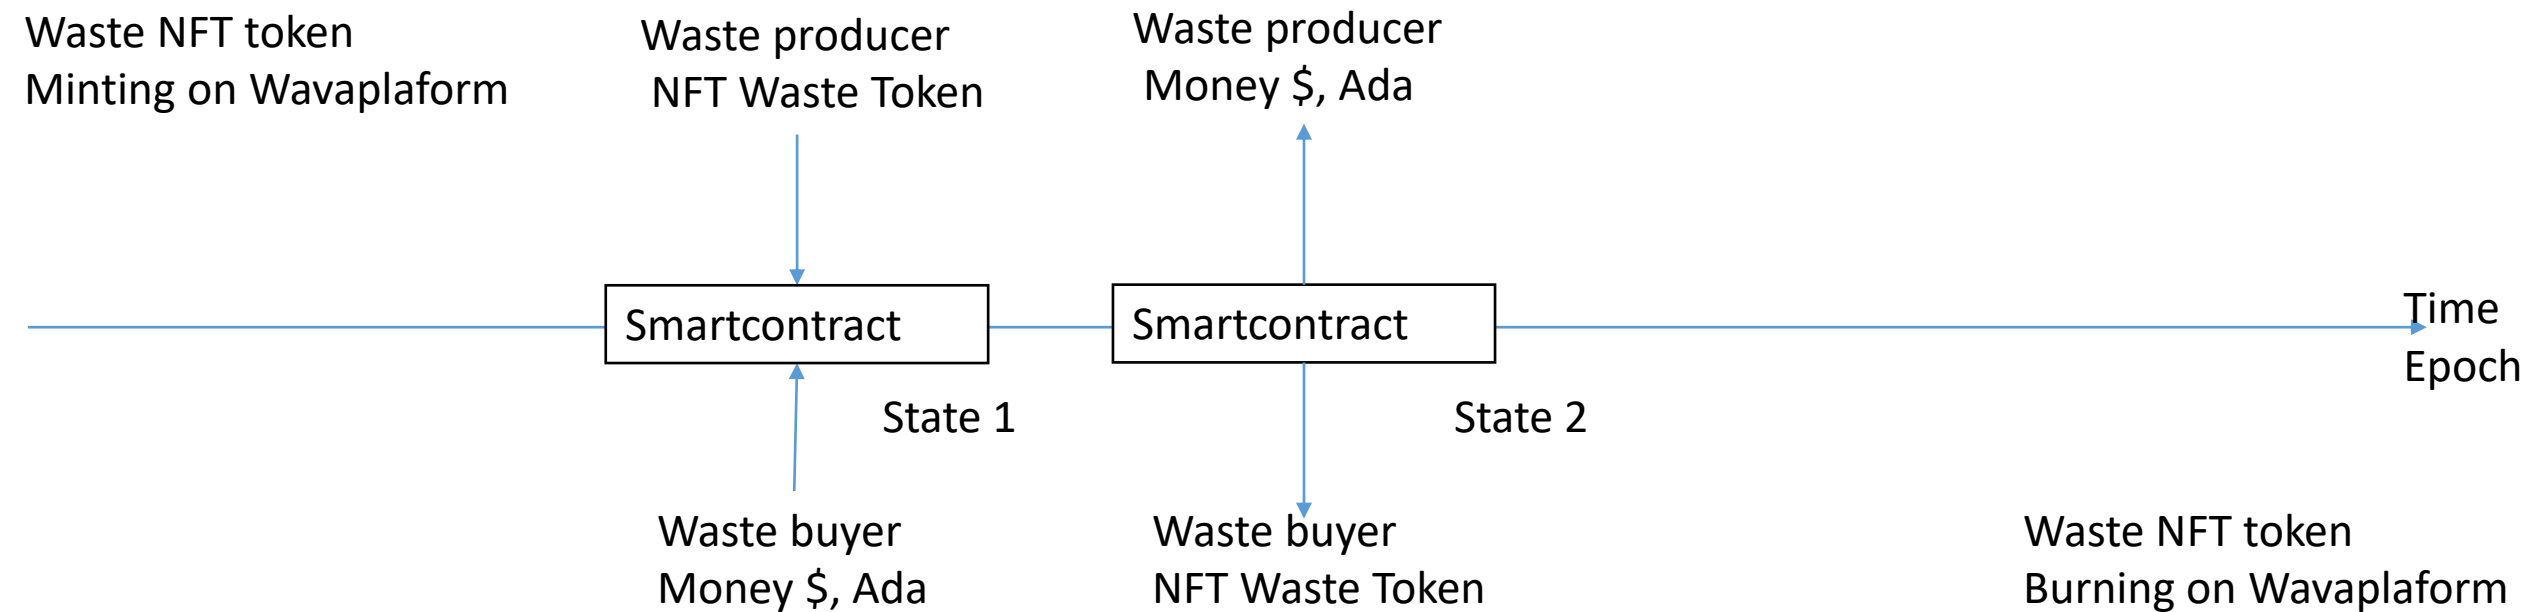 Waste NFT token
Minting on Wavaplaform
Waste producer
NFT Waste Token
Waste producer
Money $, Ada
Smartcontract
Smartcontract
Time
Epoch
State 1
State 2
Waste buyer
Money $, Ada
Waste buyer
NFT Waste Token
Waste NFT token
Burning on Wavaplaform